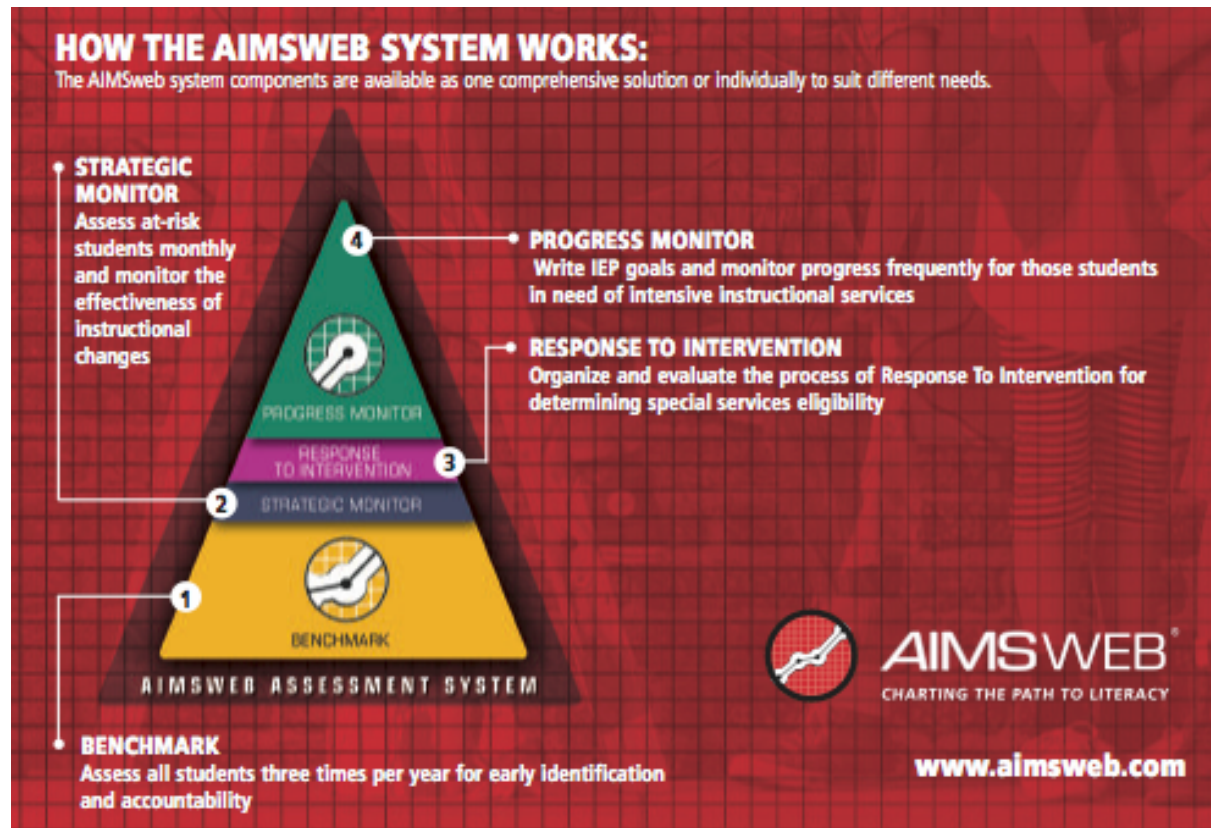 HOW THE AIMSWEB SYSTEM WORKS:
The AIMSweb system components are available as one comprehensive solution or individually to suit different needs.
STRATEGIC
MONITOR
Assess at-risk
students monthly
and monitor the
effectiveness of
instructional
changes
4
PROGRESS MONITOR
Write IEP goals and monitor progress frequently for those students
in need of intensive instructional services
RESPONSE TO INTERVENTION
Organize and evaluate the process of Response To Intervention for
determining special services eligibility
PROGRESS MONITOR
RESPONSE
TO INTERVENTION
3
2
STRATEGIC MONITOR
1
BENCHMARK
AIMSWEB ASSESSMENT SYSTEM
BENCHMARK
Assess all students three times per year for early identification
and accountability
AIMSWEB®
CHARTING THE PATH TO LITERACY
www.aimsweb.com